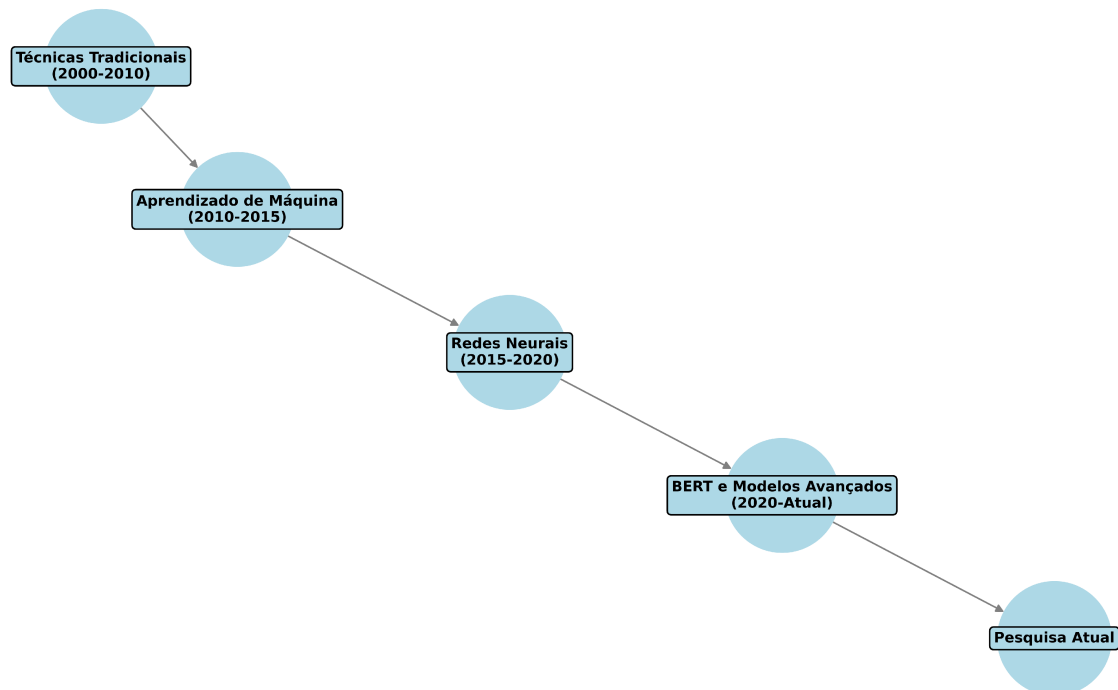 Técnicas Tradicionais
(2000-2010)
Aprendizado de Máquina
(2010-2015)
Redes Neurais
(2015-2020)
BERT e Modelos Avançados
(2020-Atual)
Pesquisa Atual